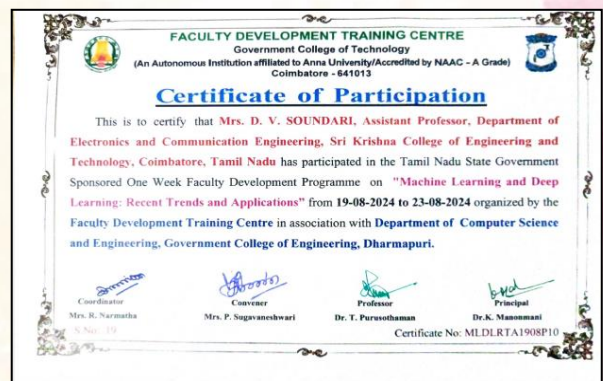 FACULTY DEVELOPMENT TRAINING CENTRE
Government College of Technology
(An Autonomous Institution affiliated to Anna University/Accredited by NAAC - A Grade)
Coimbatore - 641013
Certificate of Participation
This is to certify that Mrs. D. V. SOUNDARI, Assistant Professor, Department of
Electronics and Communication Engineering, Sri Krishna College of Engineering and
Technology, Coimbatore, Tamil Nadu has participated in the Tamil Nadu State Government
Sponsored One Week Faculty Development Programme on "Machine Learning and Deep
Learning: Recent Trends and Applications" from 19-08-2024 to 23-08-2024 organized by the
Faculty Development Training Centre in association with Department of Computer Science
and Engineering, Government College of Engineering, Dharmapuri.
Coordinator Convener Professor Principal
Mrs. R. Narmatha Mrs. P. Sugavaneshwari Dr. T. Purusothaman Dr.K. Manonmani
S.No: 19 Certificate No: MLDLRTA1908P10